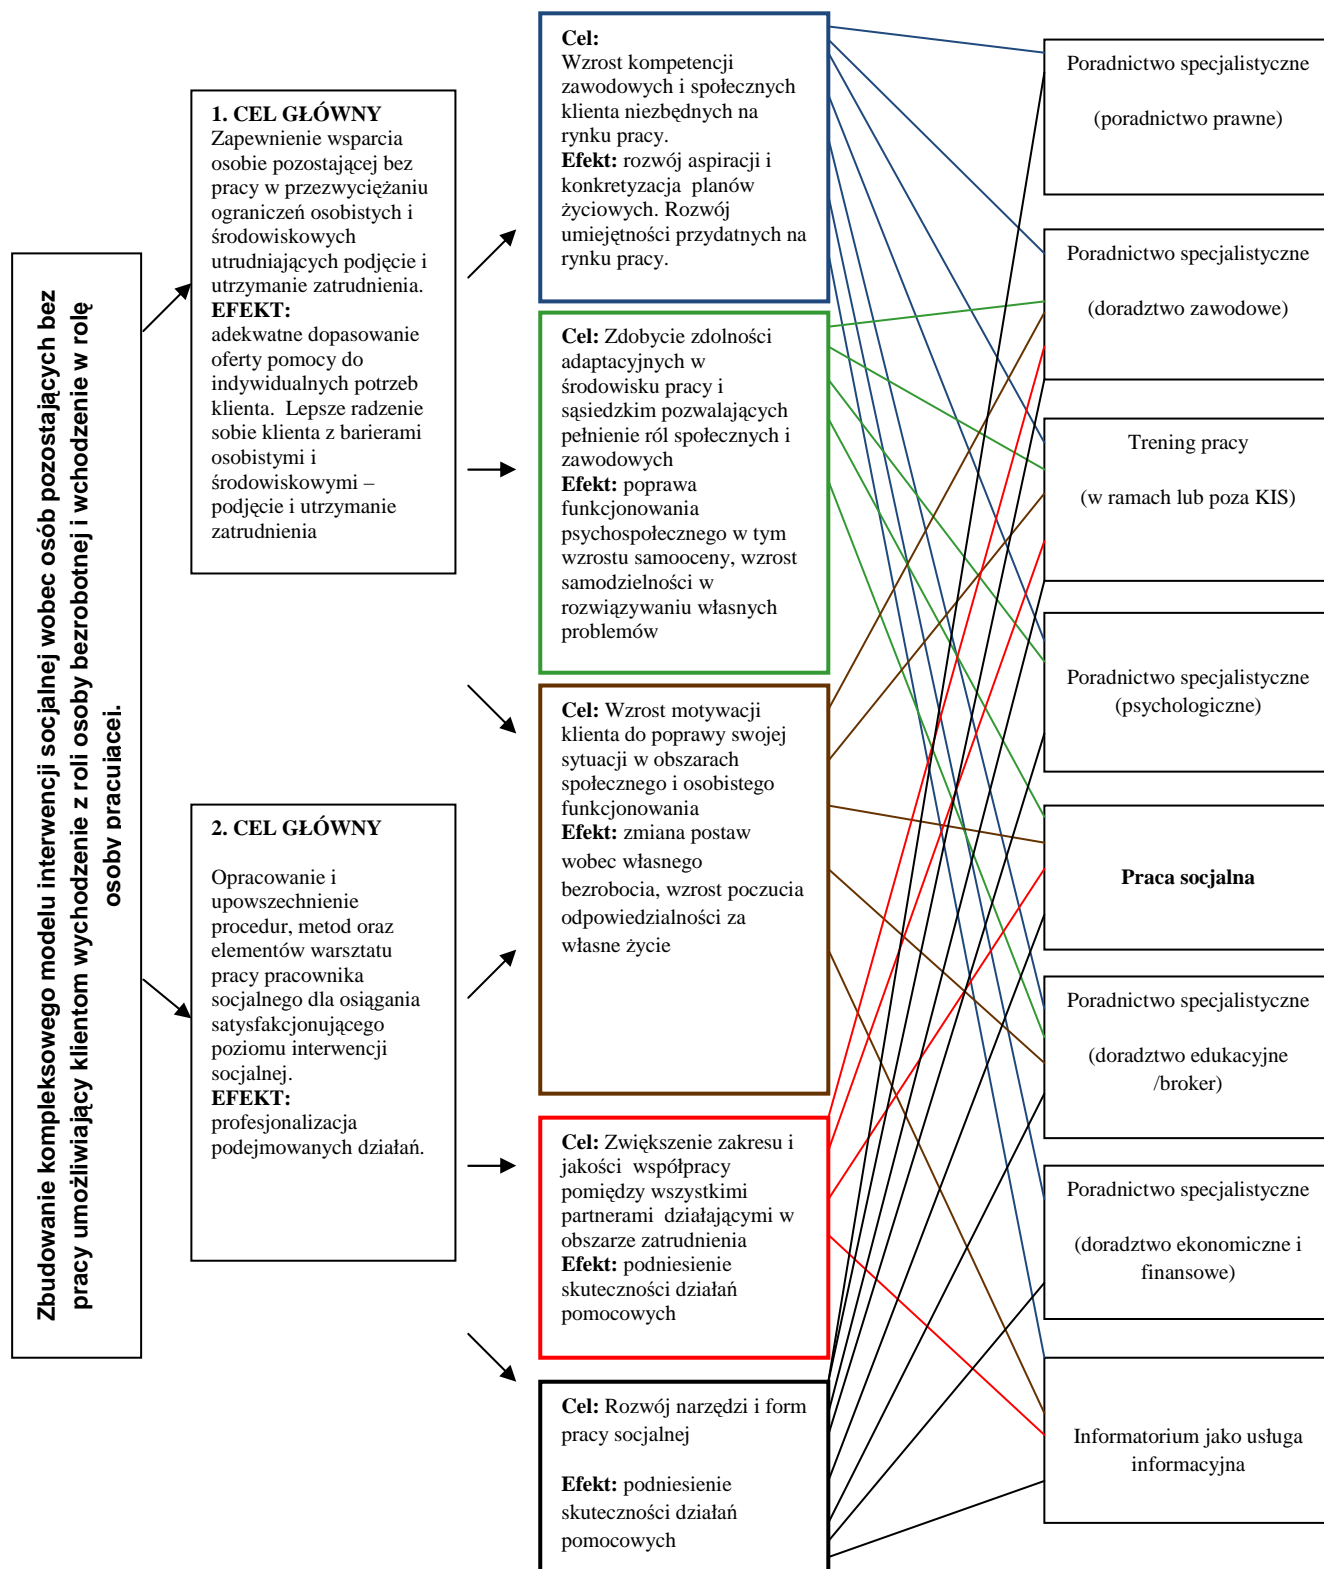 Zbudowanie kompleksowego modelu interwencji socjalnej wobec osób pozostających bez
pracy umożliwiający klientom wychodzenie z roli osoby bezrobotnej i wchodzenie w rolę
osoby pracującej.
1. CEL GŁÓWNY
Zapewnienie wsparcia
osobie pozostającej bez
pracy w przezwyciężaniu
ograniczeń osobistych i
środowiskowych
utrudniających podjęcie i
utrzymanie zatrudnienia.
EFEKT:
adekwatne dopasowanie
oferty pomocy do
indywidualnych potrzeb
klienta. Lepsze radzenie
sobie klienta z barierami
osobistymi i
środowiskowymi –
podjęcie i utrzymanie
zatrudnienia
2. CEL GŁÓWNY
Opracowanie i
upowszechnienie
procedur, metod oraz
elementów warsztatu
pracy pracownika
socjalnego dla osiągania
satysfakcjonującego
poziomu interwencji
socjalnej.
EFEKT:
profesjonalizacja
podejmowanych działań.
Cel:
Wzrost kompetencji
zawodowych i społecznych
klienta niezbędnych na
rynku pracy.
Efekt: rozwój aspiracji i
konkretyzacja planów
życiowych. Rozwój
umiejętności przydatnych na
rynku pracy.
Cel: Zdobycie zdolności
adaptacyjnych w
środowisku pracy i
sąsiedzkim pozwalających
pełnienie ról społecznych i
zawodowych
Efekt: poprawa
funkcjonowania
psychospołecznego w tym
wzrostu samooceny, wzrost
samodzielności w
rozwiązywaniu własnych
problemów
Cel: Wzrost motywacji
klienta do poprawy swojej
sytuacji w obszarach
społecznego i osobistego
funkcjonowania
Efekt: zmiana postaw
wobec własnego
bezrobocia, wzrost poczucia
odpowiedzialności za
własne życie
Cel: Zwiększenie zakresu i
jakości współpracy
pomiędzy wszystkimi
partnerami działającymi w
obszarze zatrudnienia
Efekt: podniesienie
skuteczności działań
pomocowych
Cel: Rozwój narzędzi i form
pracy socjalnej
Efekt: podniesienie
skuteczności działań
pomocowych
Poradnictwo specjalistyczne
(poradnictwo prawne)
Poradnictwo specjalistyczne
(doradztwo zawodowe)
Trening pracy
(w ramach lub poza KIS)
Poradnictwo specjalistyczne
(psychologiczne)
Praca socjalna
Poradnictwo specjalistyczne
(doradztwo edukacyjne
/broker)
Poradnictwo specjalistyczne
(doradztwo ekonomiczne i
finansowe)
Informatorium jako usługa
informacyjna